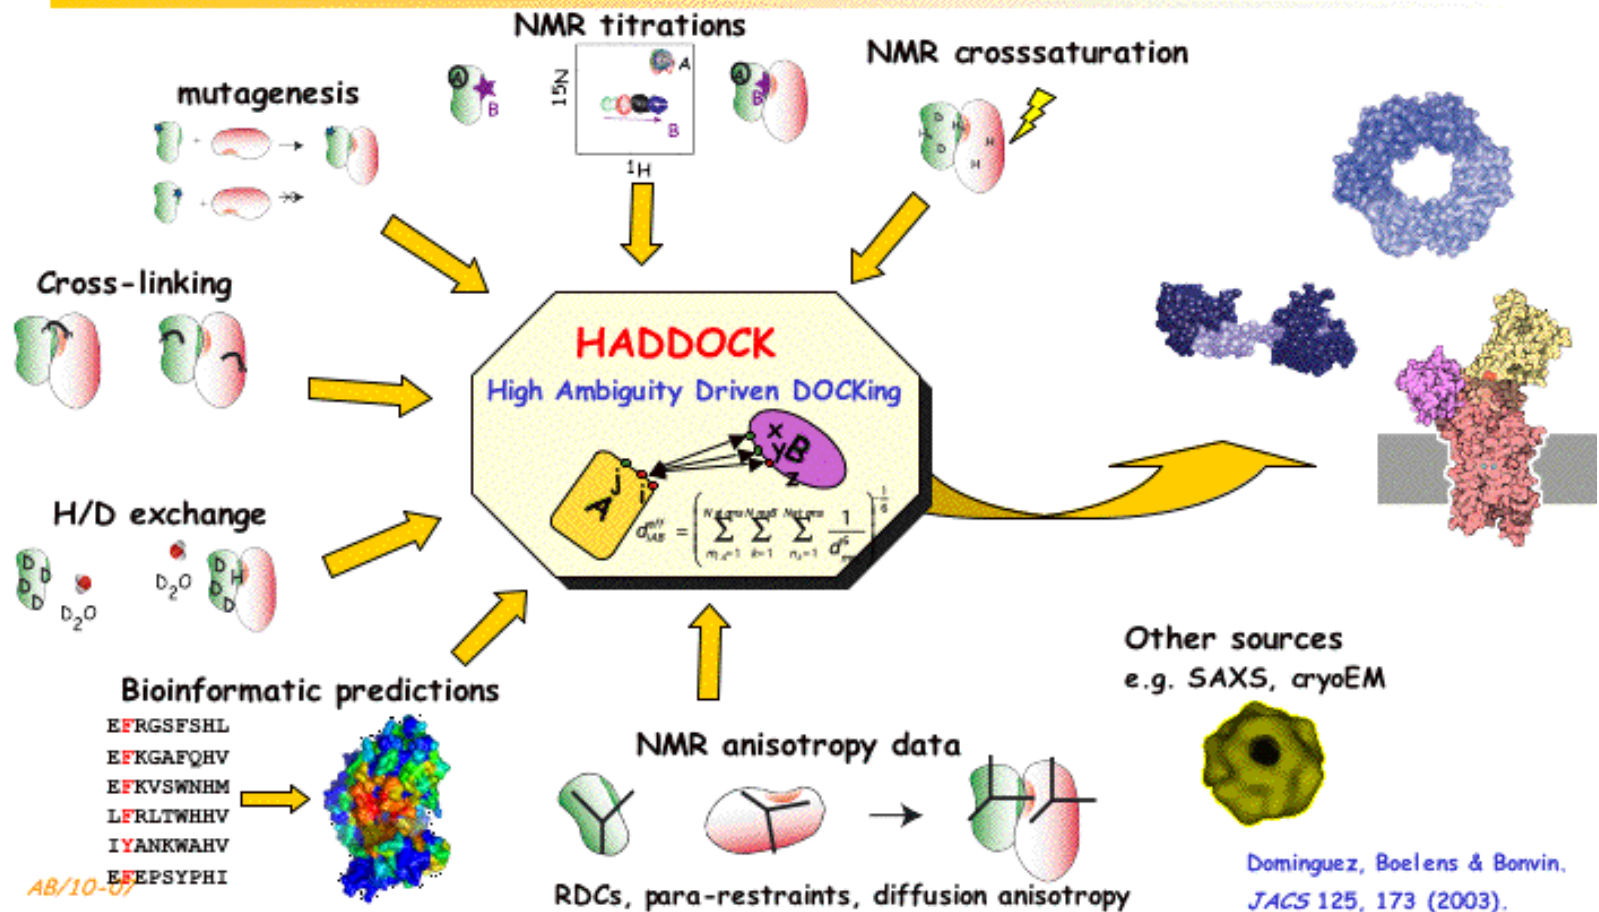 NMR titrations
NMR crosssaturation
mutagenesis
A
B
15N
A
B
1H
A
B
D
H
H
D
H
H
+
+
Cross-linking
HADDOCK
High Ambiguity Driven DOCKing
x
y
B
z
j
i
A
H/D exchange
D
D
D
D
D2O
D2O
D
H
D
D
Bioinformatic predictions
EFRGSFSHL
EFKGAFQHV
EFKVSWNHM
LFRLTWHHV
IYANKWAHV
EFEPSYPHI
AB/10-07
NMR anisotropy data
RDCs, para-restraints, diffusion anisotropy
Other sources
e.g. SAXS, cryoEM
Dominguez, Boelens & Bonvin.
JACS 125, 173 (2003).